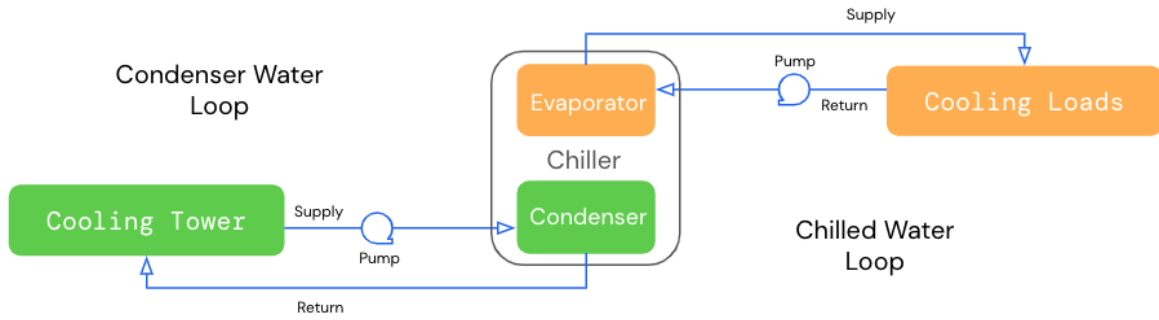 Supply
Condenser Water
Loop
Pump
Evaporator
Return
Cooling Loads
Chiller
Cooling Tower
Supply
Condenser
Pump
Chilled Water
Loop
Return